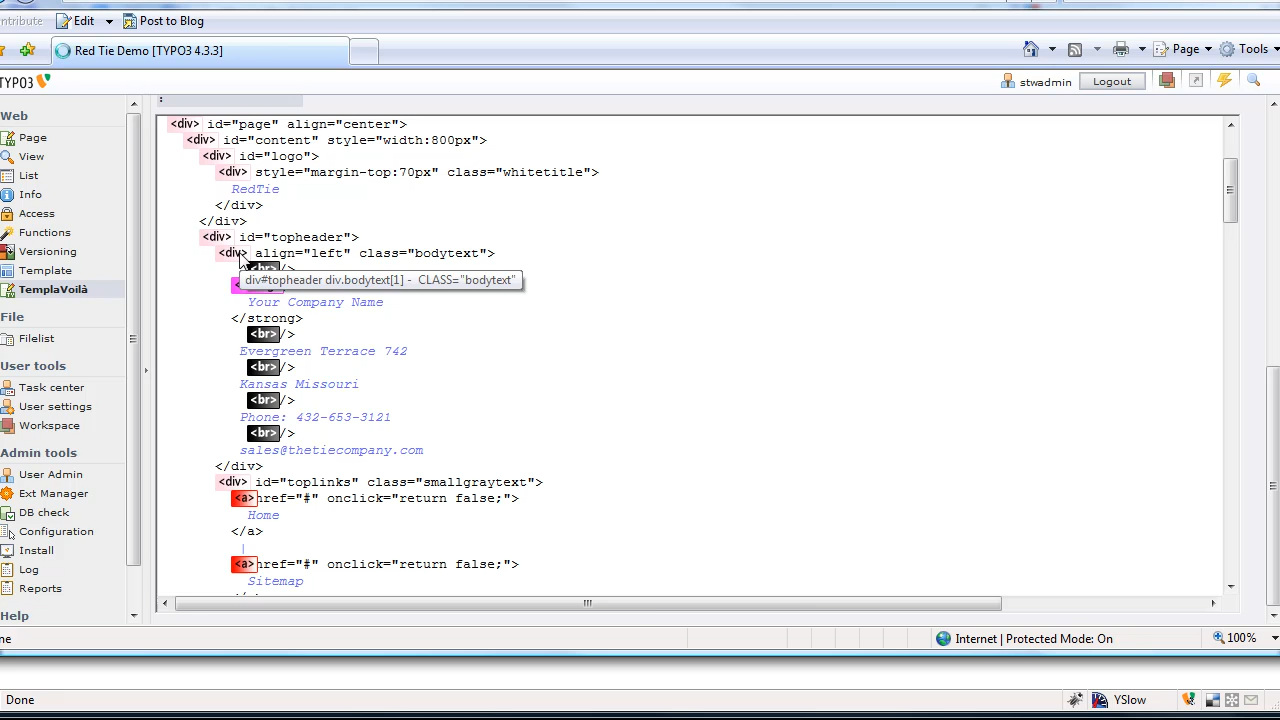 ntribute Edit Post to Blog
Red Tie Demo [TYPO3 4.3.3] Page Tools
TYPO3 stwadmin Logout
Web
Page
View
List
Info
Access
Functions
Versioning
Template
TemplaVoilà
File
Filelist
User tools
Task center
User settings
Workspace
Admin tools
User Admin
Ext Manager
DB check
Configuration
Install
Log
Reports
Help
:
<div> id="page" align="center">
<div> id="content" style="width:800px">
<div> id="logo">
<div> style="margin-top:70px" class="whitetitle">
RedTie
</div>
</div>
<div> id="topheader">
<div> align="left" class="bodytext">
<br>/>
div#topheader div.bodytext[1] - CLASS="bodytext"
Your Company Name
</strong>
<br>/>
Evergreen Terrace 742
<br>/>
Kansas Missouri
<br>/>
Phone: 432-653-3121
<br>/>
sales@thetiecompany.com
</div>
<div> id="toplinks" class="smallgraytext">
<a>href="#" onclick="return false;">
Home
</a>
|
<a>href="#" onclick="return false;">
Sitemap
ne Internet | Protected Mode: On 100%
Done YSlow